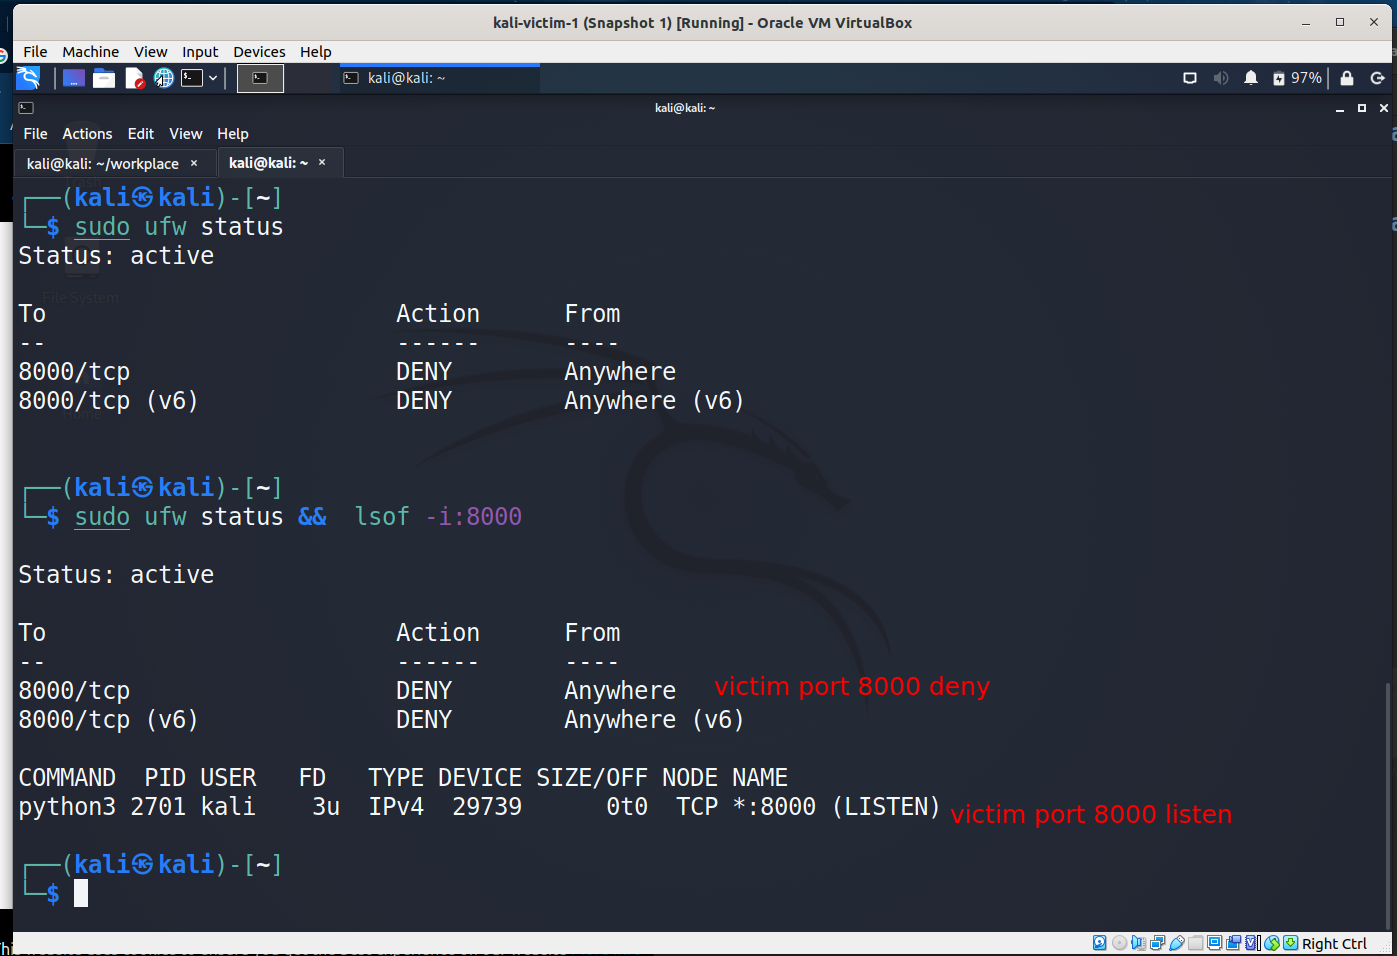 kali-victim-1 (Snapshot 1) [Running] - Oracle VM VirtualBox
File Machine View Input Devices Help
kali@kali: ~
97%
kali@kali: ~
File Actions Edit View Help
kali@kali: ~/workplace × kali@kali: ~ ×
┌──(kali㉿kali)-[~]
└─$ sudo ufw status
Status: active
File System
To Action From
-- ------ ----
8000/tcp DENY Anywhere
8000/tcp (v6) DENY Anywhere (v6)
┌──(kali㉿kali)-[~]
└─$ sudo ufw status && lsof -i:8000
Status: active
To Action From
-- ------ ----
8000/tcp DENY Anywhere victim port 8000 deny
8000/tcp (v6) DENY Anywhere (v6)
COMMAND PID USER FD TYPE DEVICE SIZE/OFF NODE NAME
python3 2701 kali 3u IPv4 29739 0t0 TCP *:8000 (LISTEN) victim port 8000 listen
┌──(kali㉿kali)-[~]
└─$
Right Ctrl